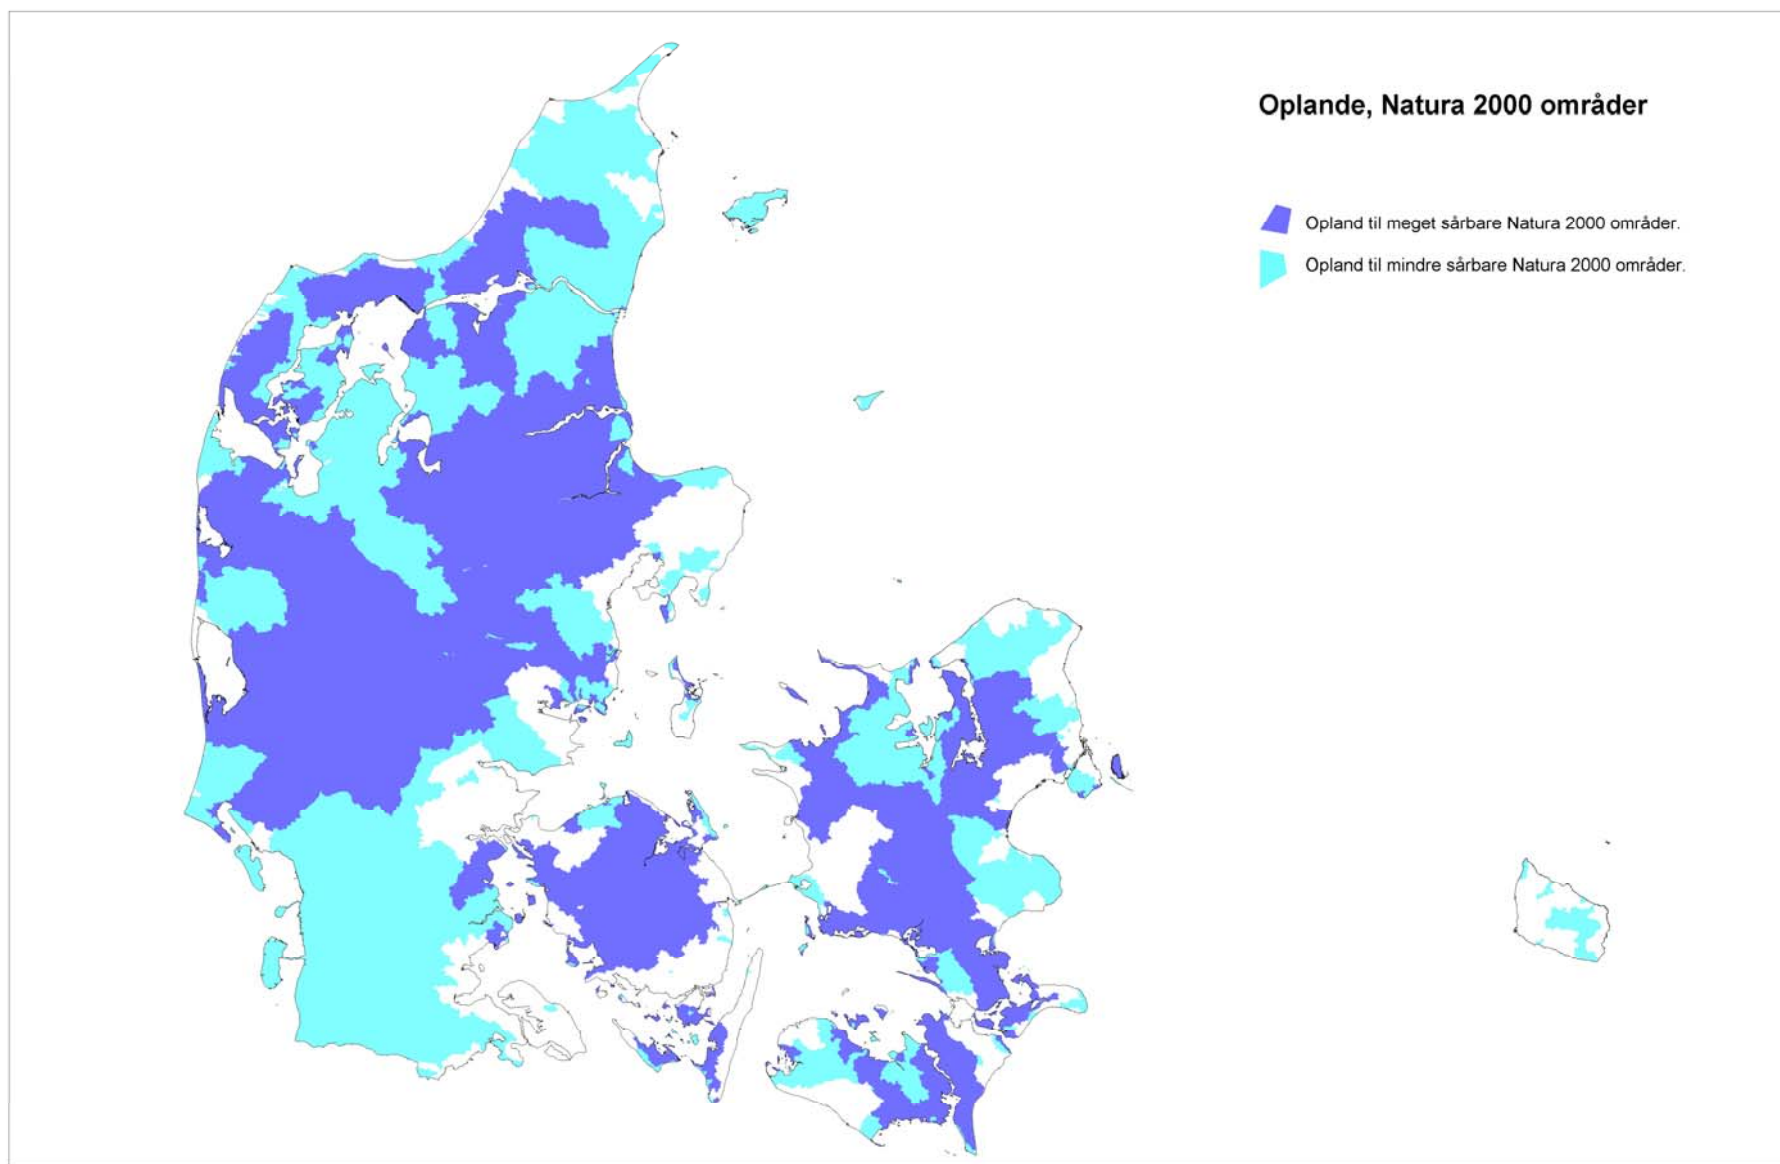 Oplande, Natura 2000 områder
Opland til meget sårbare Natura 2000 områder.
Opland til mindre sårbare Natura 2000 områder.